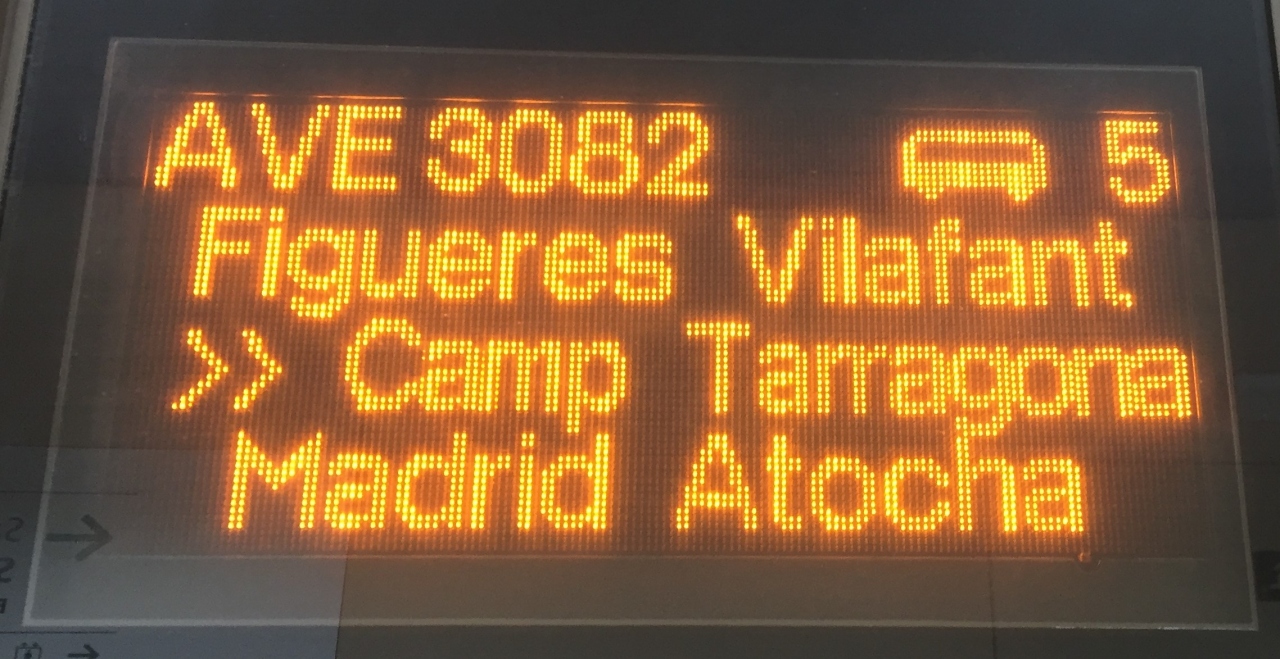 AVE 3082 5
Figueres Vilafant
>> Camp Tarragona
Madrid Atocha